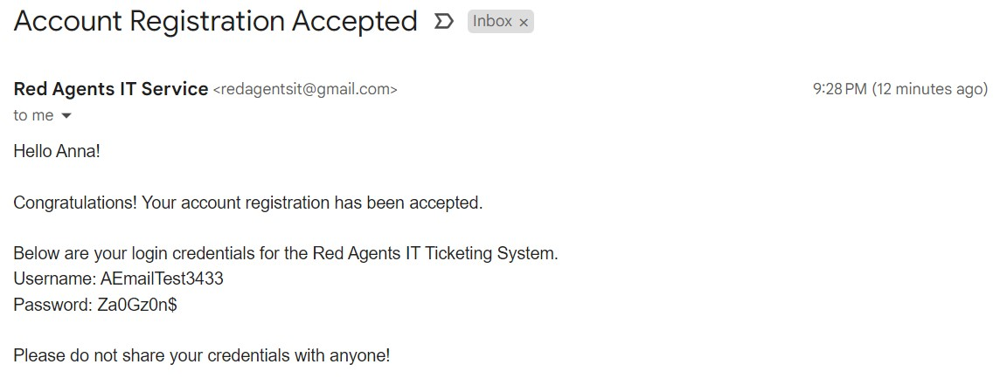 Account Registration Accepted Inbox ×
Red Agents IT Service <redagentsit@gmail.com> 9:28 PM (12 minutes ago)
to me
Hello Anna!
Congratulations! Your account registration has been accepted.
Below are your login credentials for the Red Agents IT Ticketing System.
Username: AEmailTest3433
Password: Za0Gz0n$
Please do not share your credentials with anyone!